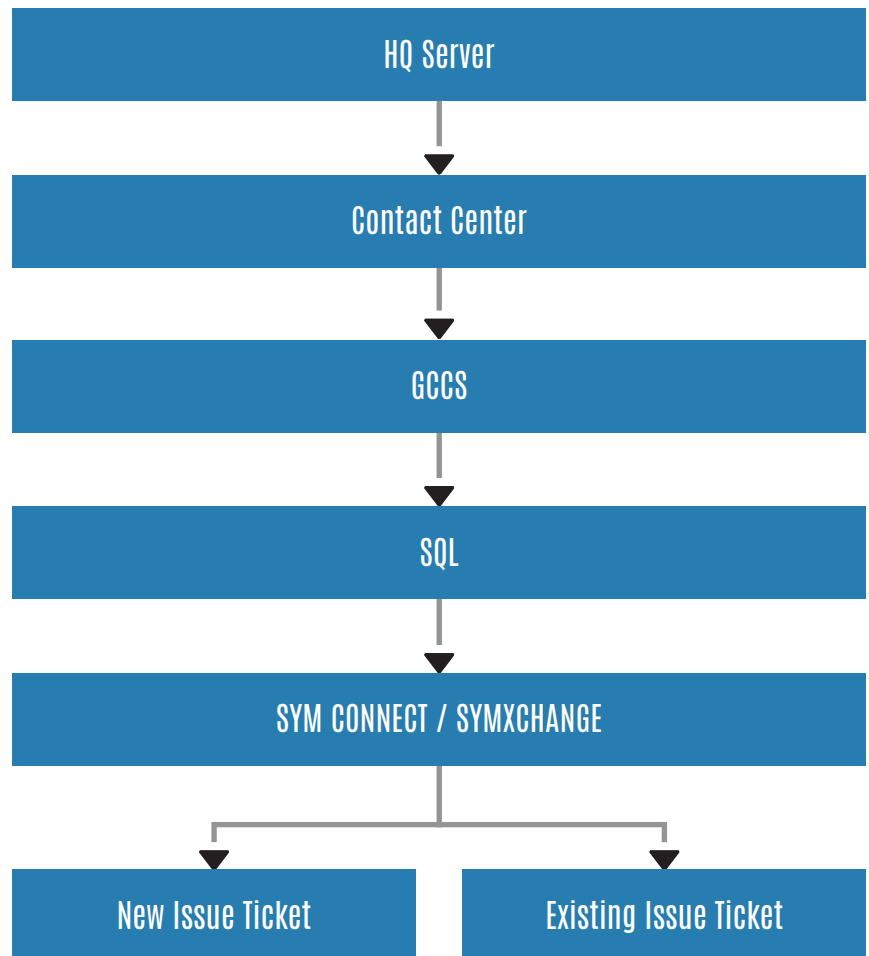 HQ Server
Contact Center
GCCS
SQL
SYM CONNECT / SYMXCHANGE
New Issue Ticket
Existing Issue Ticket